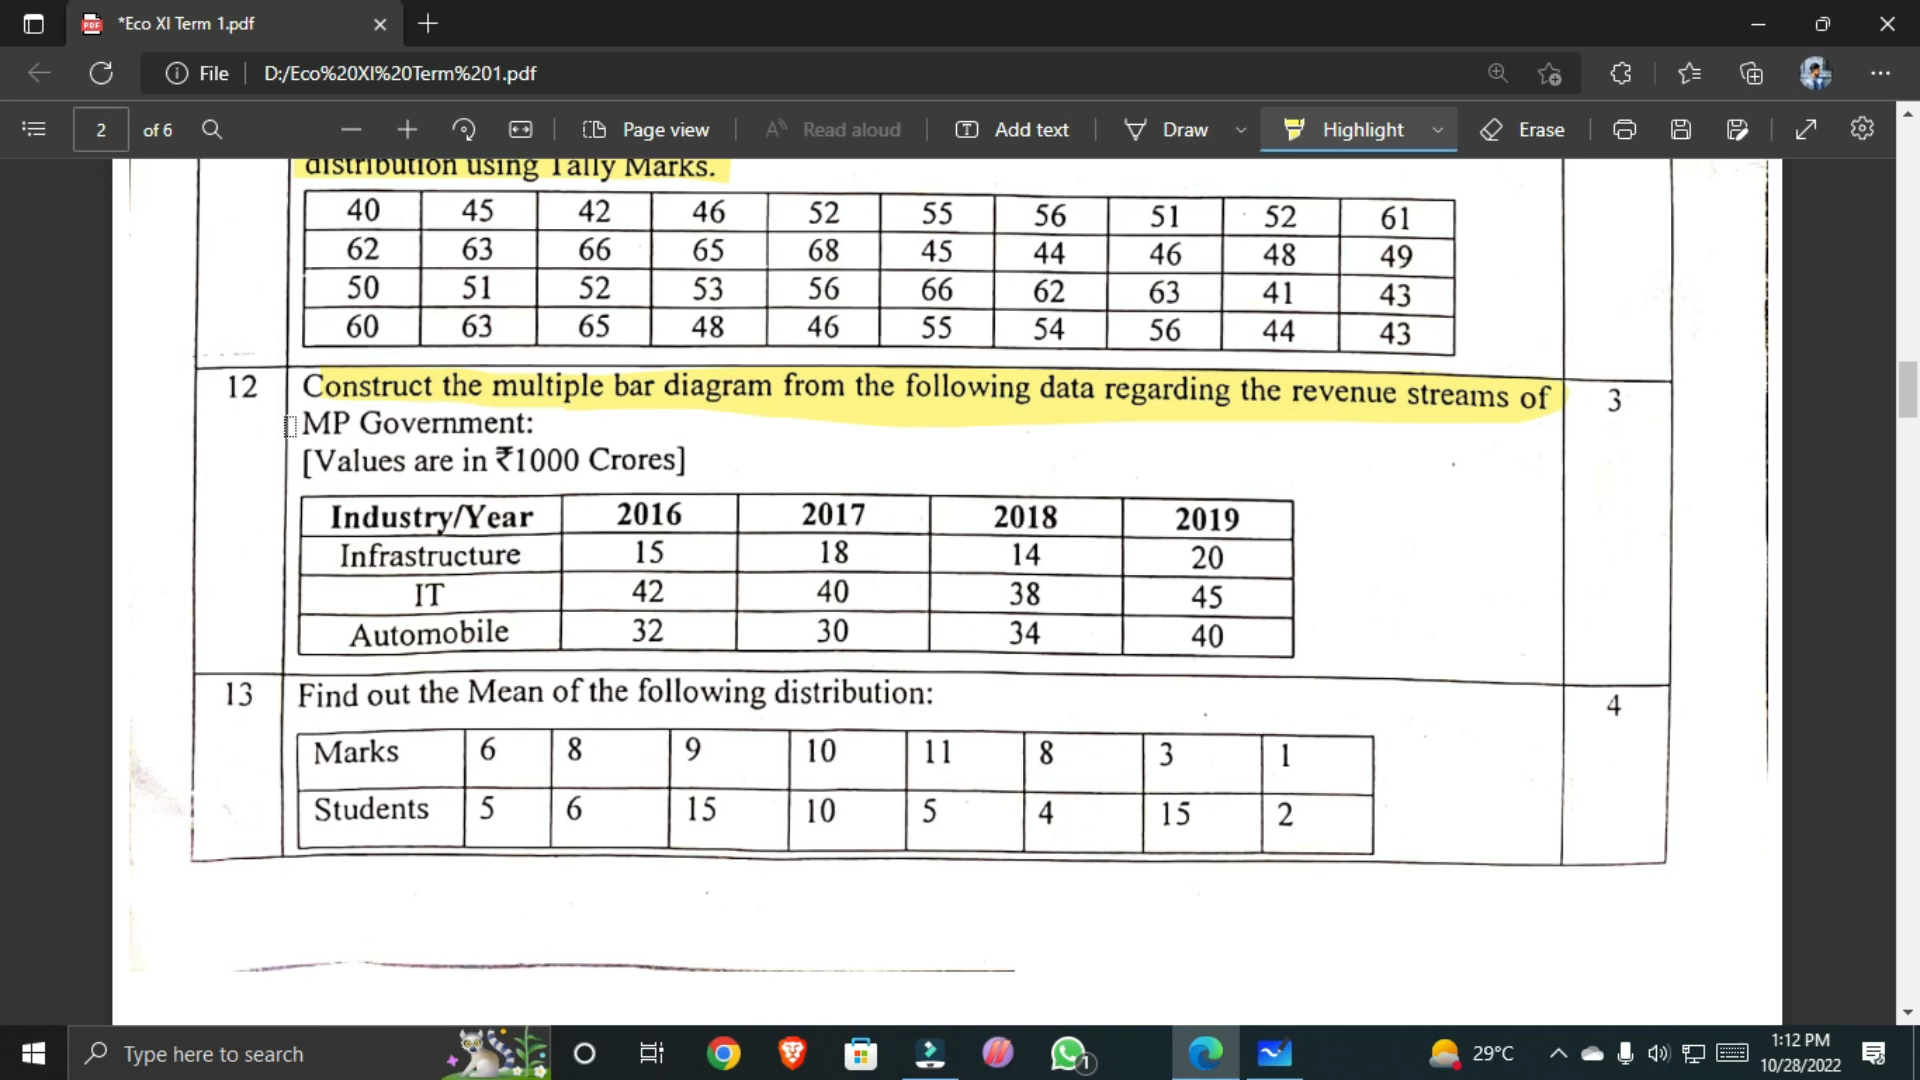 *Eco XI Term 1.pdf
File D:/Eco%20XI%20Term%201.pdf
2 of 6 Page view Read aloud Add text Draw Highlight Erase
distribution using Tally Marks.
40 45 42 46 52 55 56 51 52 61
62 63 66 65 68 45 44 46 48 49
50 51 52 53 56 66 62 63 41 43
60 63 65 48 46 55 54 56 44 43
12 Construct the multiple bar diagram from the following data regarding the revenue streams of 3
MP Government:
[Values are in ₹1000 Crores]
Industry/Year 2016 2017 2018 2019
Infrastructure 15 18 14 20
IT 42 40 38 45
Automobile 32 30 34 40
13 Find out the Mean of the following distribution: 4
Marks 6 8 9 10 11 8 3 1
Students 5 6 15 10 5 4 15 2
Type here to search 1 29°C 1:12 PM
10/28/2022